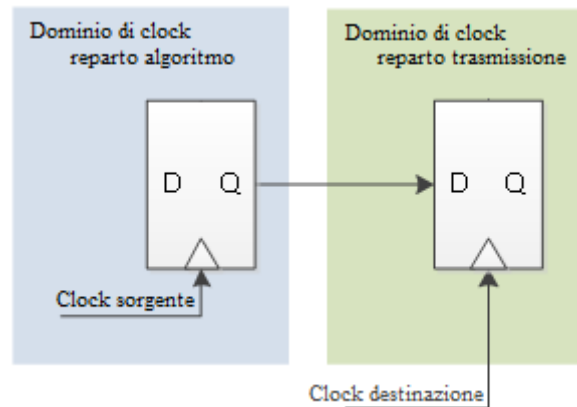 Dominio di clock
reparto algoritmo
Dominio di clock
reparto trasmissione
D Q
D Q
Clock sorgente
Clock destinazione